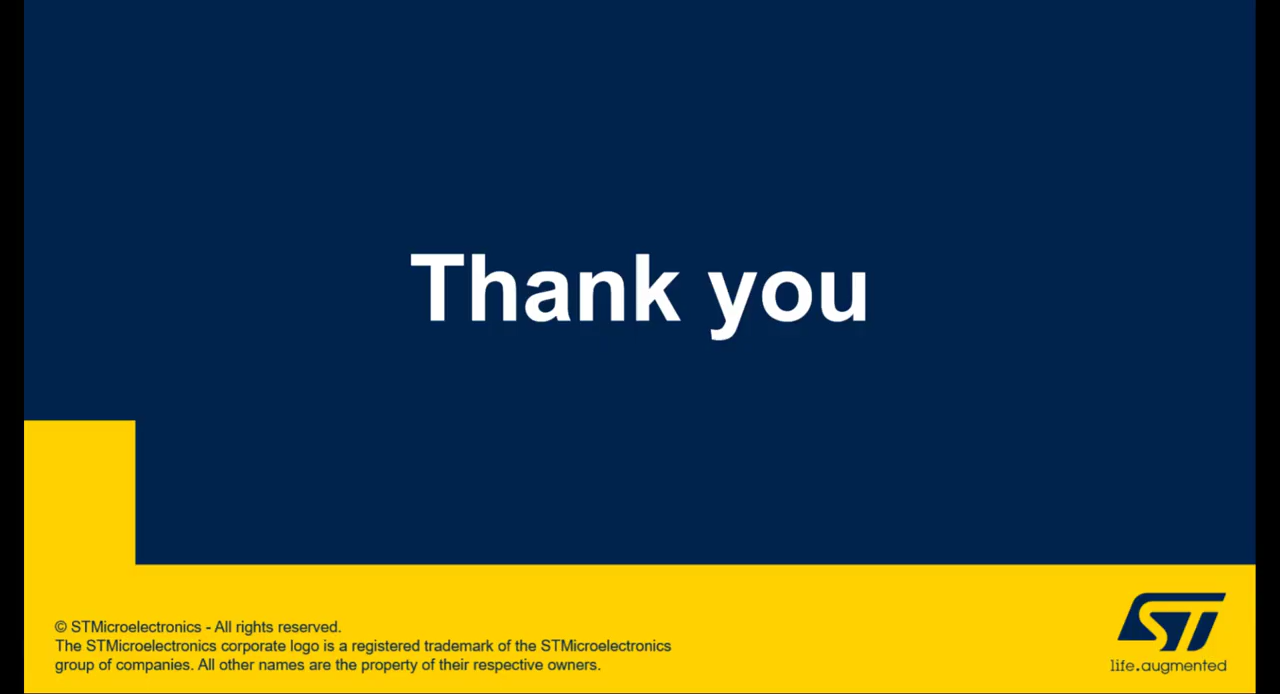 Thank you
© STMicroelectronics - All rights reserved.
The STMicroelectronics corporate logo is a registered trademark of the STMicroelectronics
group of companies. All other names are the property of their respective owners.
ST
life.augmented